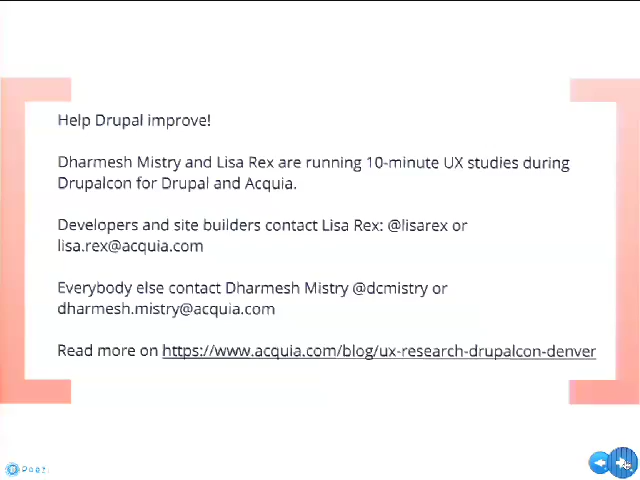 Help Drupal improve!
Dharmesh Mistry and Lisa Rex are running 10-minute UX studies during
Drupalcon for Drupal and Acquia.
Developers and site builders contact Lisa Rex: @lisarex or
lisa.rex@acquia.com
Everybody else contact Dharmesh Mistry @dcmistry or
dharmesh.mistry@acquia.com
Read more on https://www.acquia.com/blog/ux-research-drupalcon-denver